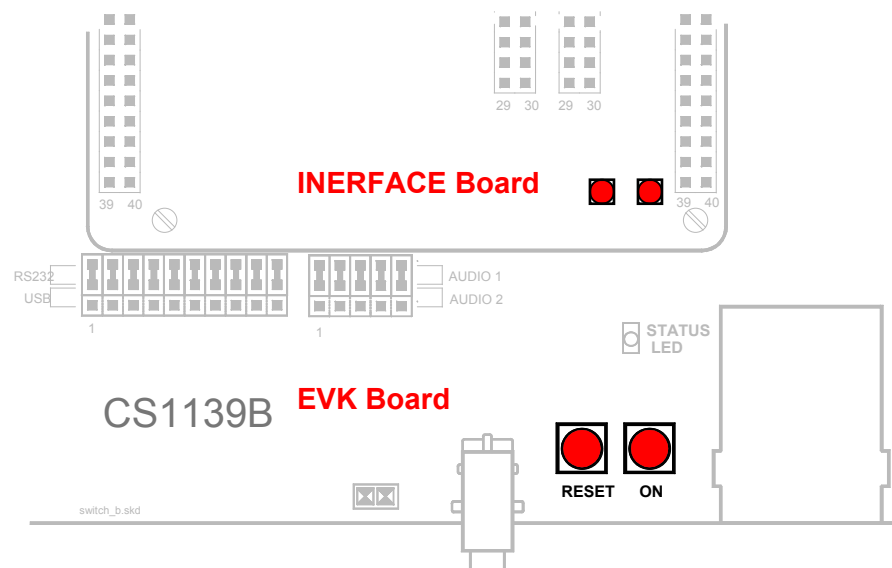 29 30 29 30
INERFACE Board
39 40 39 40
RS232 AUDIO 1
USB AUDIO 2
1 1
STATUS
LED
EVK Board
CS1139B
RESET ON
switch_b.skd